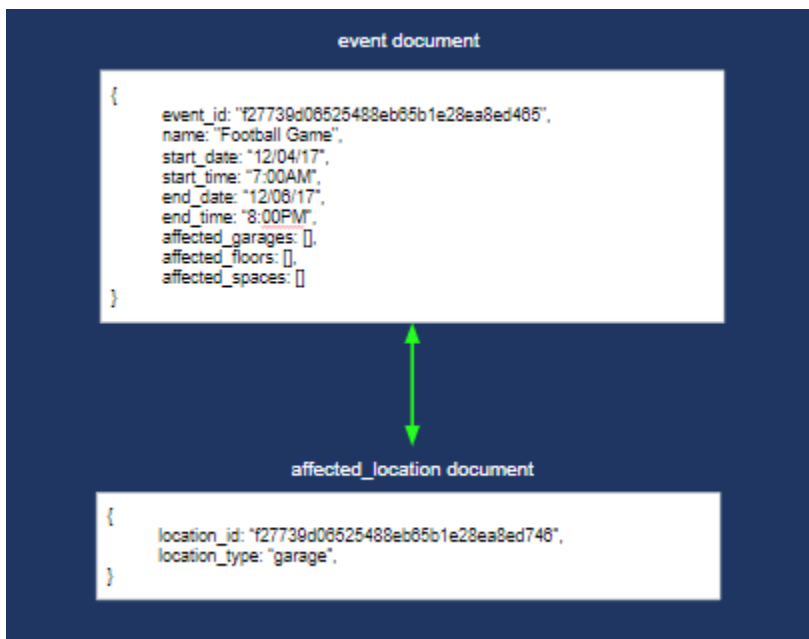 event document
{
event_id: "f27739d06525488eb65b1e28ea8ed465",
name: "Football Game",
start_date: "12/04/17",
start_time: "7:00AM",
end_date: "12/06/17",
end_time: "8:00PM",
affected_garages: [],
affected_floors: [],
affected_spaces: []
}
affected_location document
{
location_id: "f27739d06525488eb65b1e28ea8ed746",
location_type: "garage",
}